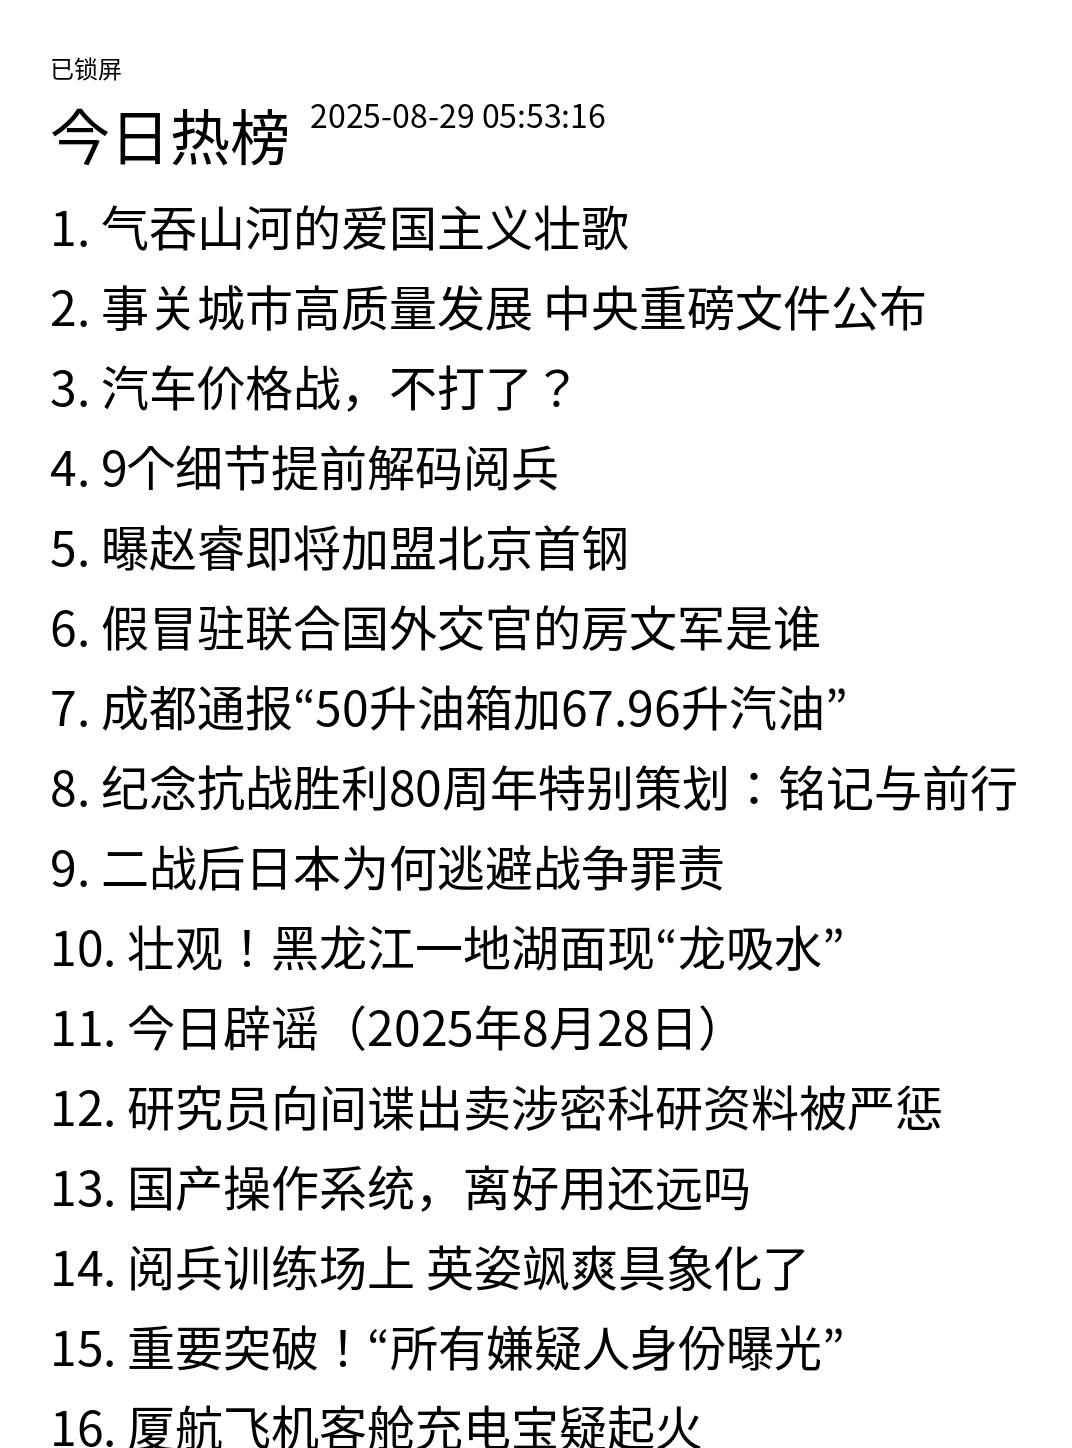 已锁屏
今日热榜 2025-08-29 05:53:16
1. 气吞山河的爱国主义壮歌
2. 事关城市高质量发展 中央重磅文件公布
3. 汽车价格战，不打了？
4. 9个细节提前解码阅兵
5. 曝赵睿即将加盟北京首钢
6. 假冒驻联合国外交官的房文军是谁
7. 成都通报“50升油箱加67.96升汽油”
8. 纪念抗战胜利80周年特别策划：铭记与前行
9. 二战后日本为何逃避战争罪责
10. 壮观！黑龙江一地湖面现“龙吸水”
11. 今日辟谣（2025年8月28日）
12. 研究员向间谍出卖涉密科研资料被严惩
13. 国产操作系统，离好用还远吗
14. 阅兵训练场上 英姿飒爽具象化了
15. 重要突破！“所有嫌疑人身份曝光”
16. 厦航飞机客舱充电宝疑起火